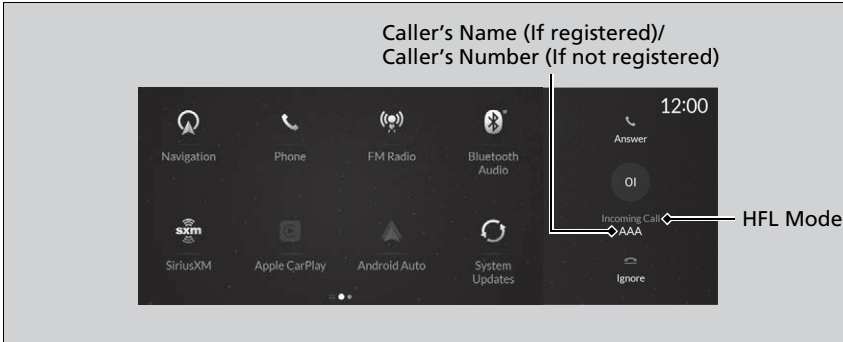 Caller's Name (If registered)/
Caller's Number (If not registered)
12:00
Navigation
Phone
FM Radio
Bluetooth
Audio
Answer
OI
Incoming Call
AAA
HFL Mode
sxm
SiriusXM
Apple CarPlay
Android Auto
System
Updates
Ignore